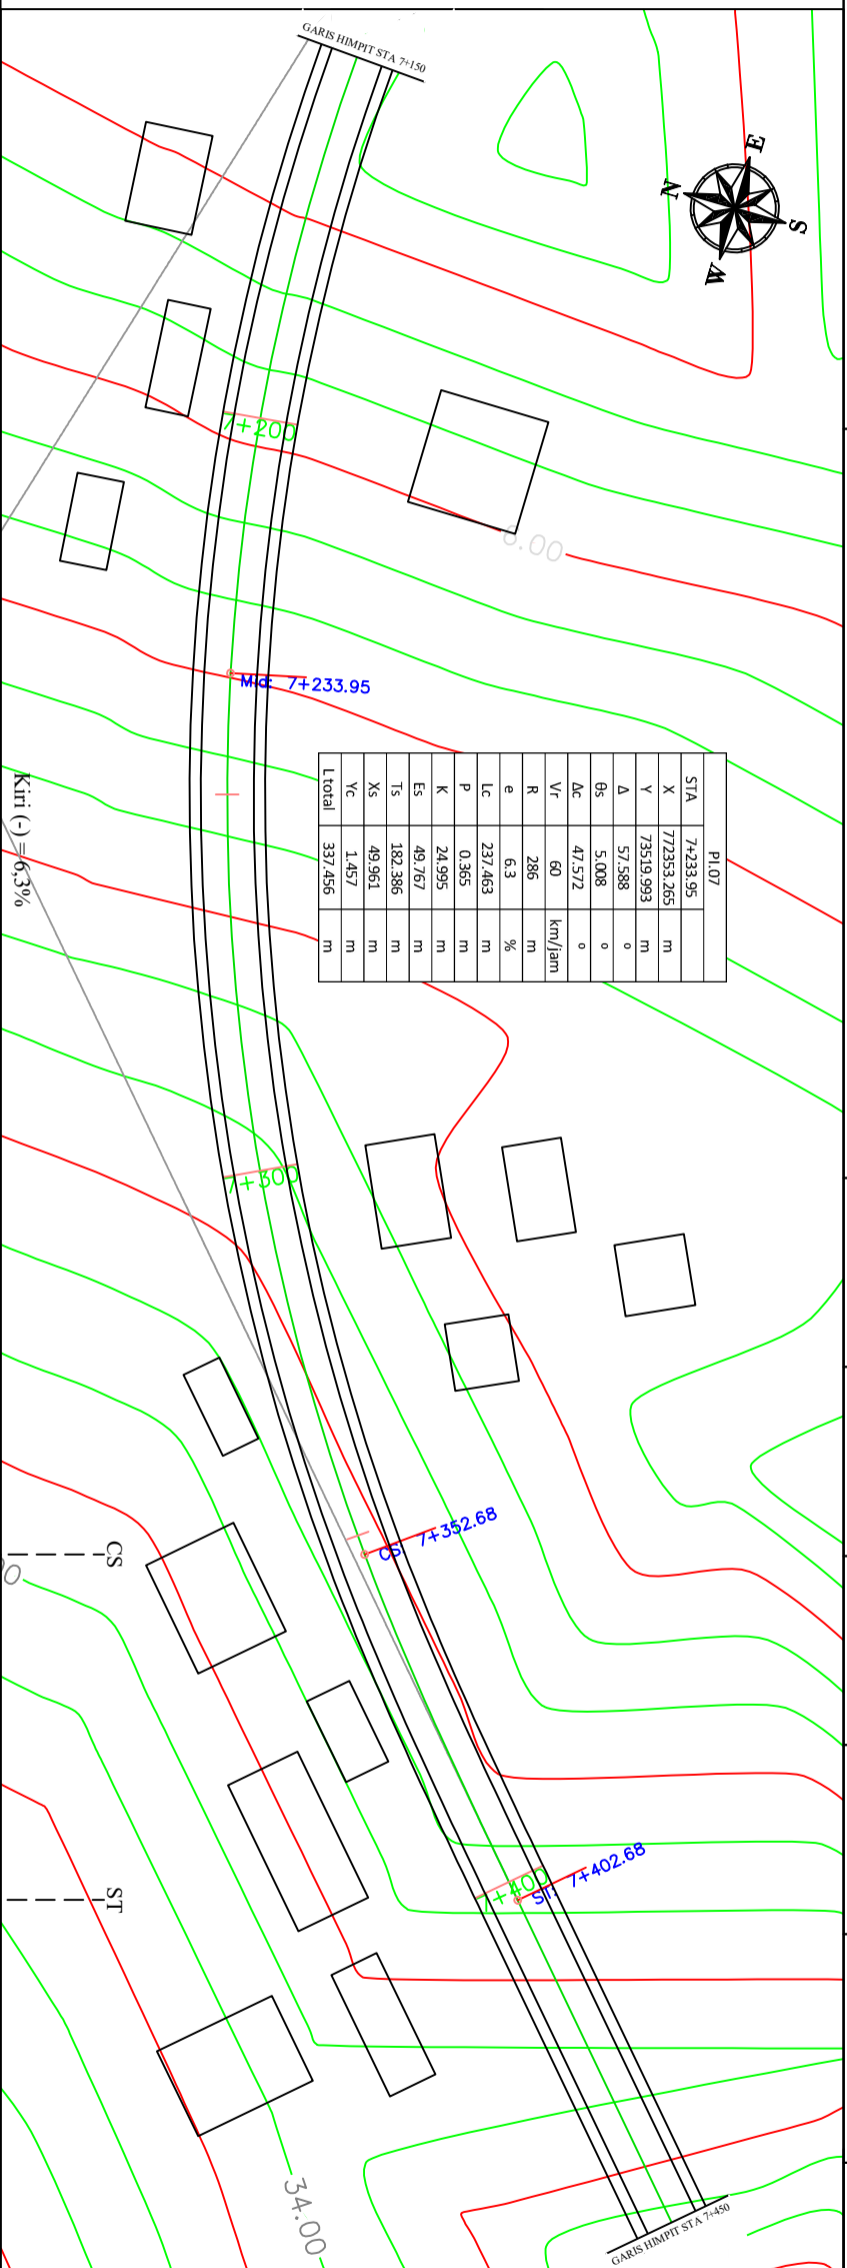 GARIS HIMPIT STA 7+150
E
N
S
W
7+200
Mid: 7+233.95
PI.07
STA 7+233.95
X 772353.265 m
Y 73519.993 m
Δ 57.588 o
θs 5.008 o
Δc 47.572 o
Vr 60 km/jam
R 286 m
e 6.3 %
Lc 237.463 m
P 0.365 m
K 24.995 m
Es 49.767 m
Ts 182.386 m
Xs 49.961 m
Yc 1.457 m
L total 337.456 m
Kiri (-) = 6,3%
7+300
CS: 7+352.68
CS
7+400
ST: 7+402.68
ST
34.00
GARIS HIMPIT STA 7+450